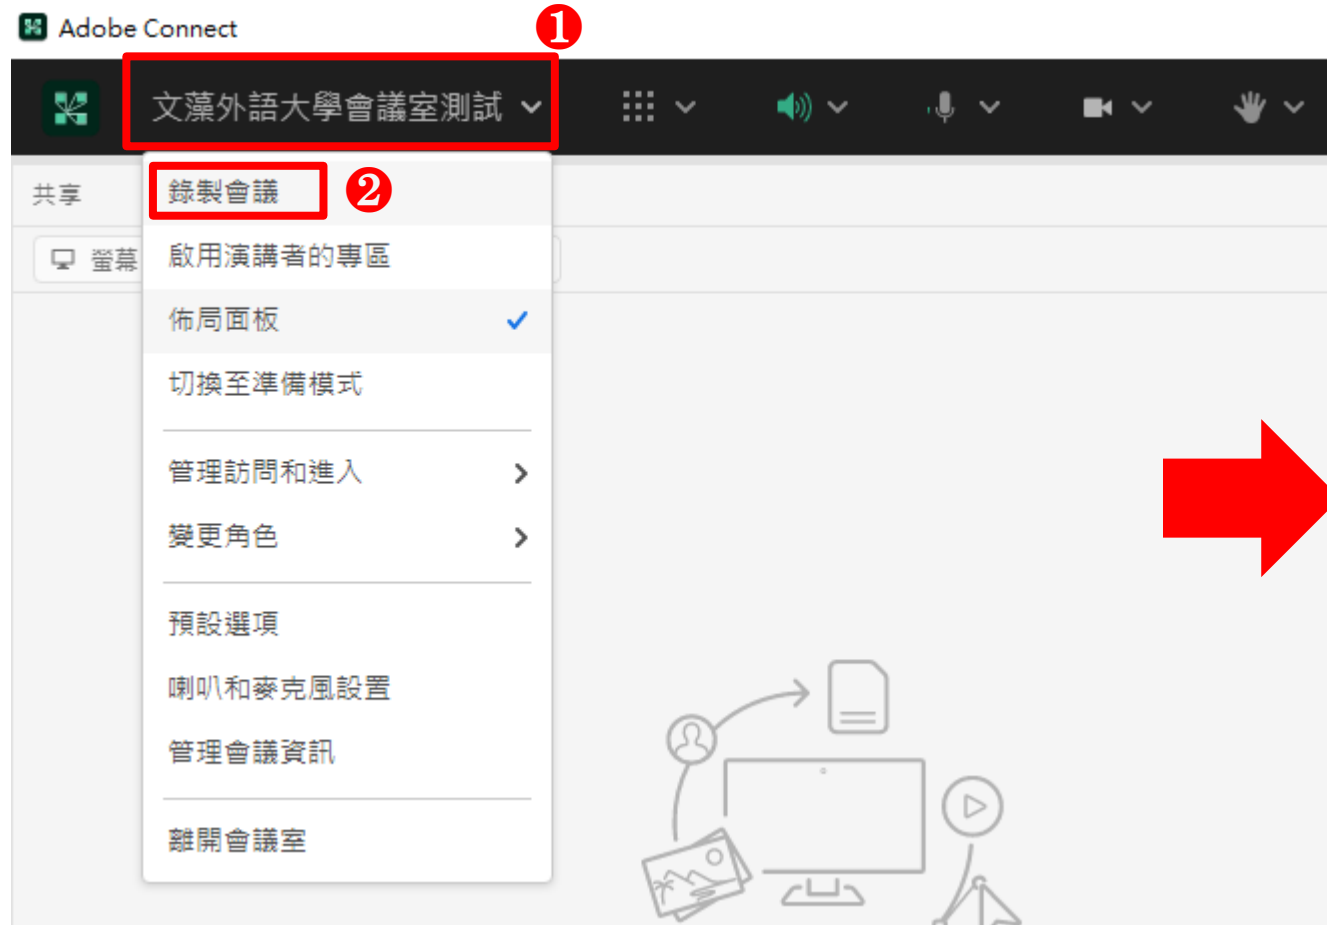 Adobe Connect
❶
文藻外語大學會議室測試
共享
錄製會議
❷
螢幕
啟用演講者的專區
佈局面板
切換至準備模式
管理訪問和進入
變更角色
預設選項
喇叭和麥克風設置
管理會議資訊
離開會議室